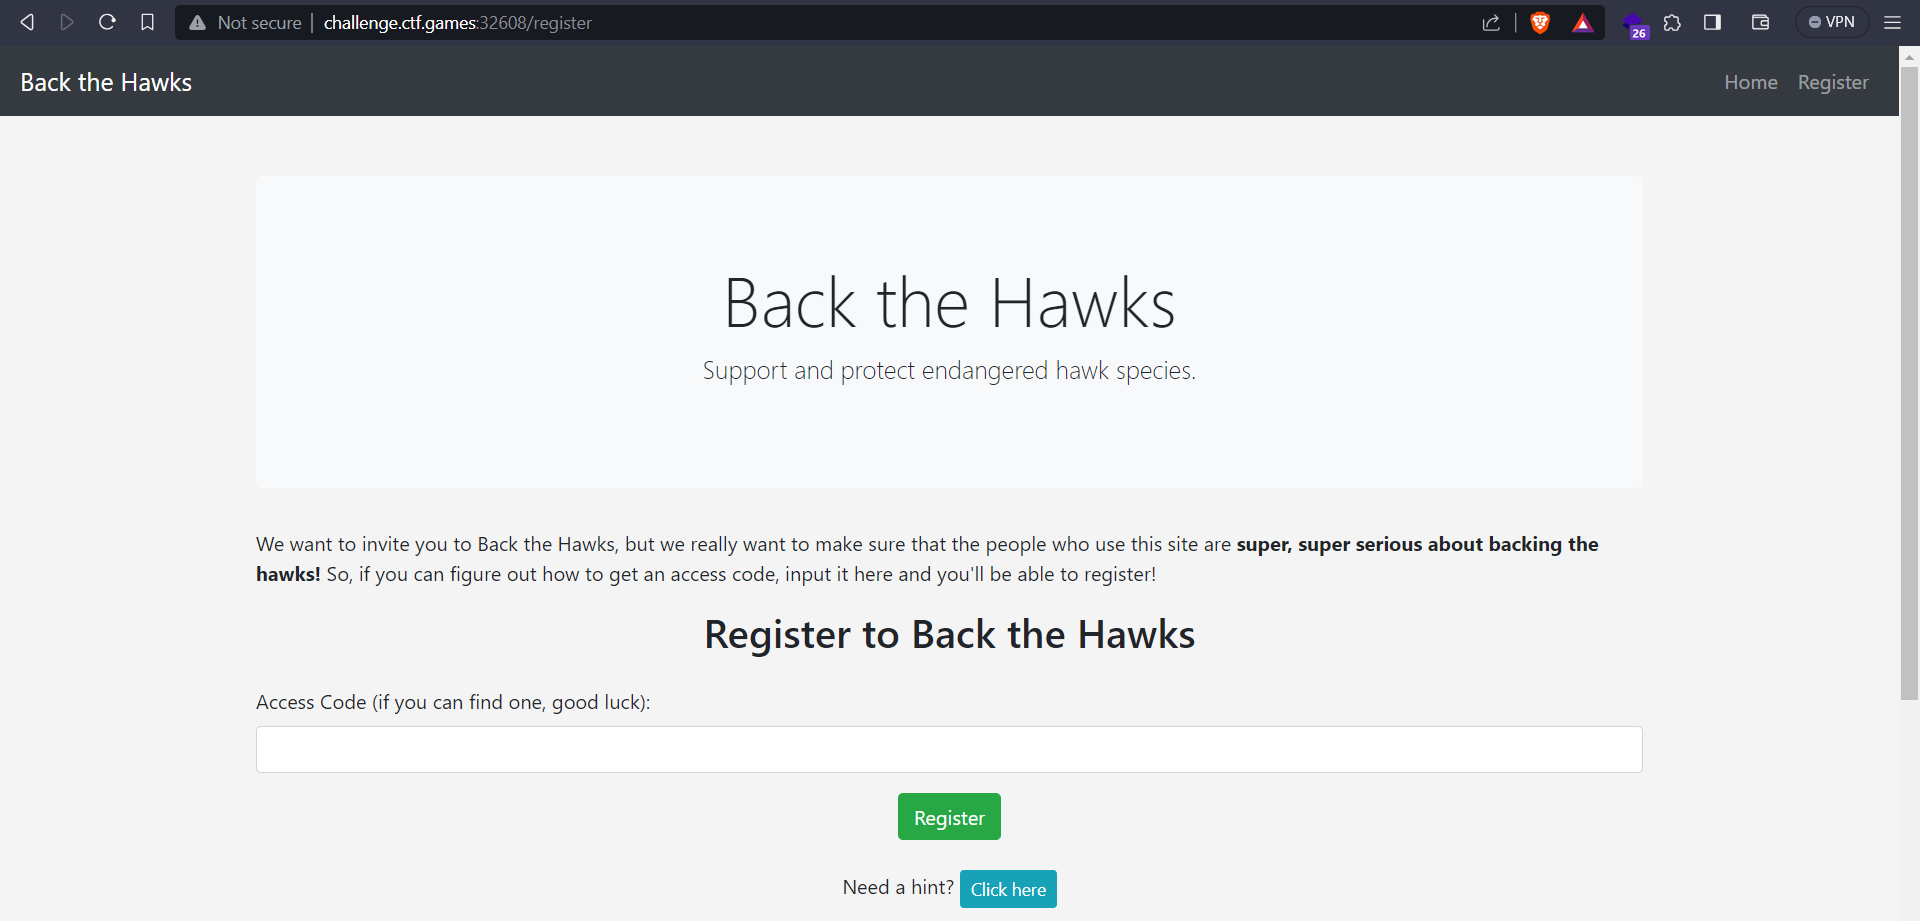 Not secure
challenge.ctf.games:32608/register
26
VPN
Back the Hawks
Home
Register
Back the Hawks
Support and protect endangered hawk species.
We want to invite you to Back the Hawks, but we really want to make sure that the people who use this site are super, super serious about backing the
hawks! So, if you can figure out how to get an access code, input it here and you'll be able to register!
Register to Back the Hawks
Access Code (if you can find one, good luck):
Register
Need a hint? Click here